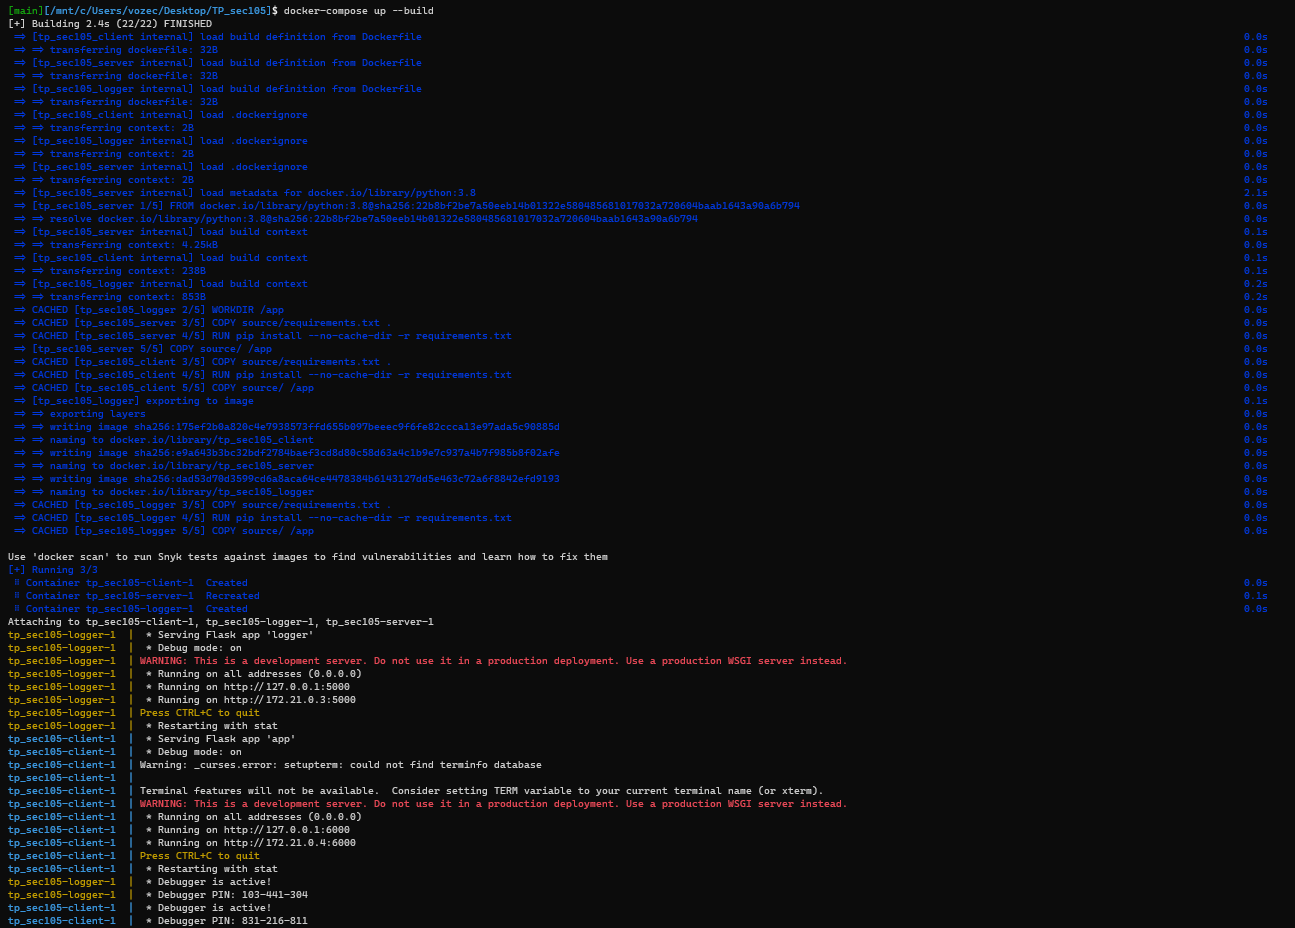 [main][/mnt/c/Users/vozec/Desktop/TP_sec105]$ docker-compose up --build
[+] Building 2.4s (22/22) FINISHED
=> [tp_sec105_client internal] load build definition from Dockerfile 0.0s
=> => transferring dockerfile: 32B 0.0s
=> [tp_sec105_server internal] load build definition from Dockerfile 0.0s
=> => transferring dockerfile: 32B 0.0s
=> [tp_sec105_logger internal] load build definition from Dockerfile 0.0s
=> => transferring dockerfile: 32B 0.0s
=> [tp_sec105_client internal] load .dockerignore 0.0s
=> => transferring context: 2B 0.0s
=> [tp_sec105_logger internal] load .dockerignore 0.0s
=> => transferring context: 2B 0.0s
=> [tp_sec105_server internal] load .dockerignore 0.0s
=> => transferring context: 2B 0.0s
=> [tp_sec105_server internal] load metadata for docker.io/library/python:3.8 2.1s
=> [tp_sec105_server 1/5] FROM docker.io/library/python:3.8@sha256:22b8bf2be7a50eeb14b01322e580485681017032a720604baab1643a90a6b794 0.0s
=> => resolve docker.io/library/python:3.8@sha256:22b8bf2be7a50eeb14b01322e580485681017032a720604baab1643a90a6b794 0.0s
=> [tp_sec105_server internal] load build context 0.1s
=> => transferring context: 4.25kB 0.0s
=> [tp_sec105_client internal] load build context 0.1s
=> => transferring context: 238B 0.1s
=> [tp_sec105_logger internal] load build context 0.2s
=> => transferring context: 853B 0.2s
=> CACHED [tp_sec105_logger 2/5] WORKDIR /app 0.0s
=> CACHED [tp_sec105_server 3/5] COPY source/requirements.txt . 0.0s
=> CACHED [tp_sec105_server 4/5] RUN pip install --no-cache-dir -r requirements.txt 0.0s
=> [tp_sec105_server 5/5] COPY source/ /app 0.0s
=> CACHED [tp_sec105_client 3/5] COPY source/requirements.txt . 0.0s
=> CACHED [tp_sec105_client 4/5] RUN pip install --no-cache-dir -r requirements.txt 0.0s
=> CACHED [tp_sec105_client 5/5] COPY source/ /app 0.0s
=> [tp_sec105_logger] exporting to image 0.1s
=> => exporting layers 0.0s
=> => writing image sha256:175ef2b0a820c4e7938573ffd655b097beeec9f6fe82ccca13e97ada5c90885d 0.0s
=> => naming to docker.io/library/tp_sec105_client 0.0s
=> => writing image sha256:e9a643b3bc32bdf2784baef3cd8d80c58d63a4c1b9e7c937a4b7f985b8f02afe 0.0s
=> => naming to docker.io/library/tp_sec105_server 0.0s
=> => writing image sha256:dad53d70d3599cd6a8aca64ce4478384b6143127dd5e463c72a6f8842efd9193 0.0s
=> => naming to docker.io/library/tp_sec105_logger 0.0s
=> CACHED [tp_sec105_logger 3/5] COPY source/requirements.txt . 0.0s
=> CACHED [tp_sec105_logger 4/5] RUN pip install --no-cache-dir -r requirements.txt 0.0s
=> CACHED [tp_sec105_logger 5/5] COPY source/ /app 0.0s
Use 'docker scan' to run Snyk tests against images to find vulnerabilities and learn how to fix them
[+] Running 3/3
⠿ Container tp_sec105-client-1 Created 0.0s
⠿ Container tp_sec105-server-1 Recreated 0.1s
⠿ Container tp_sec105-logger-1 Created 0.0s
Attaching to tp_sec105-client-1, tp_sec105-logger-1, tp_sec105-server-1
tp_sec105-logger-1 | * Serving Flask app 'logger'
tp_sec105-logger-1 | * Debug mode: on
tp_sec105-logger-1 | WARNING: This is a development server. Do not use it in a production deployment. Use a production WSGI server instead.
tp_sec105-logger-1 | * Running on all addresses (0.0.0.0)
tp_sec105-logger-1 | * Running on http://127.0.0.1:5000
tp_sec105-logger-1 | * Running on http://172.21.0.3:5000
tp_sec105-logger-1 | Press CTRL+C to quit
tp_sec105-logger-1 | * Restarting with stat
tp_sec105-client-1 | * Serving Flask app 'app'
tp_sec105-client-1 | * Debug mode: on
tp_sec105-client-1 | Warning: _curses.error: setupterm: could not find terminfo database
tp_sec105-client-1 |
tp_sec105-client-1 | Terminal features will not be available. Consider setting TERM variable to your current terminal name (or xterm).
tp_sec105-client-1 | WARNING: This is a development server. Do not use it in a production deployment. Use a production WSGI server instead.
tp_sec105-client-1 | * Running on all addresses (0.0.0.0)
tp_sec105-client-1 | * Running on http://127.0.0.1:6000
tp_sec105-client-1 | * Running on http://172.21.0.4:6000
tp_sec105-client-1 | Press CTRL+C to quit
tp_sec105-client-1 | * Restarting with stat
tp_sec105-logger-1 | * Debugger is active!
tp_sec105-logger-1 | * Debugger PIN: 103-441-304
tp_sec105-client-1 | * Debugger is active!
tp_sec105-client-1 | * Debugger PIN: 831-216-811